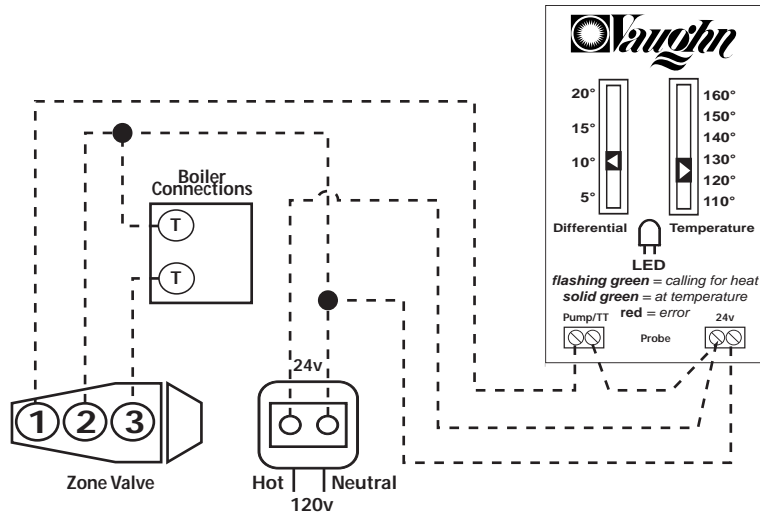 Vaughn
20° 160°
150°
15° 140°
10° 130°
120°
5° 110°
Differential Temperature
LED
flashing green = calling for heat
solid green = at temperature
red = error
Pump/TT Probe 24v
Boiler
Connections
T
T
24v
1 2 3
Zone Valve
Hot Neutral
120v